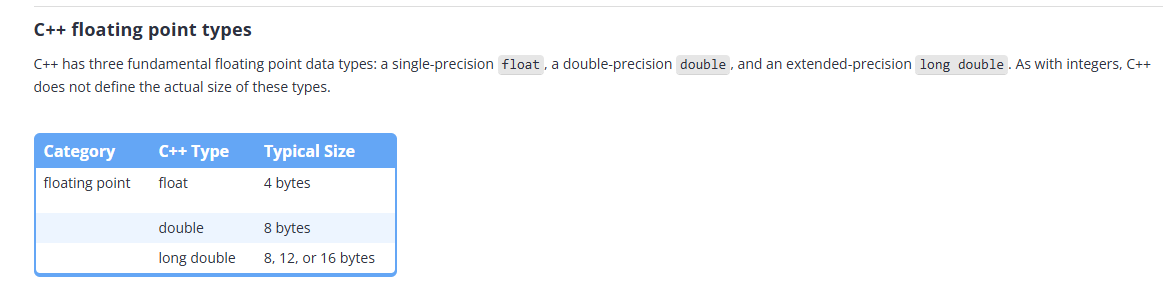 C++ floating point types
C++ has three fundamental floating point data types: a single-precision float, a double-precision double, and an extended-precision long double. As with integers, C++
does not define the actual size of these types.
Category C++ Type Typical Size
floating point float 4 bytes
double 8 bytes
long double 8, 12, or 16 bytes